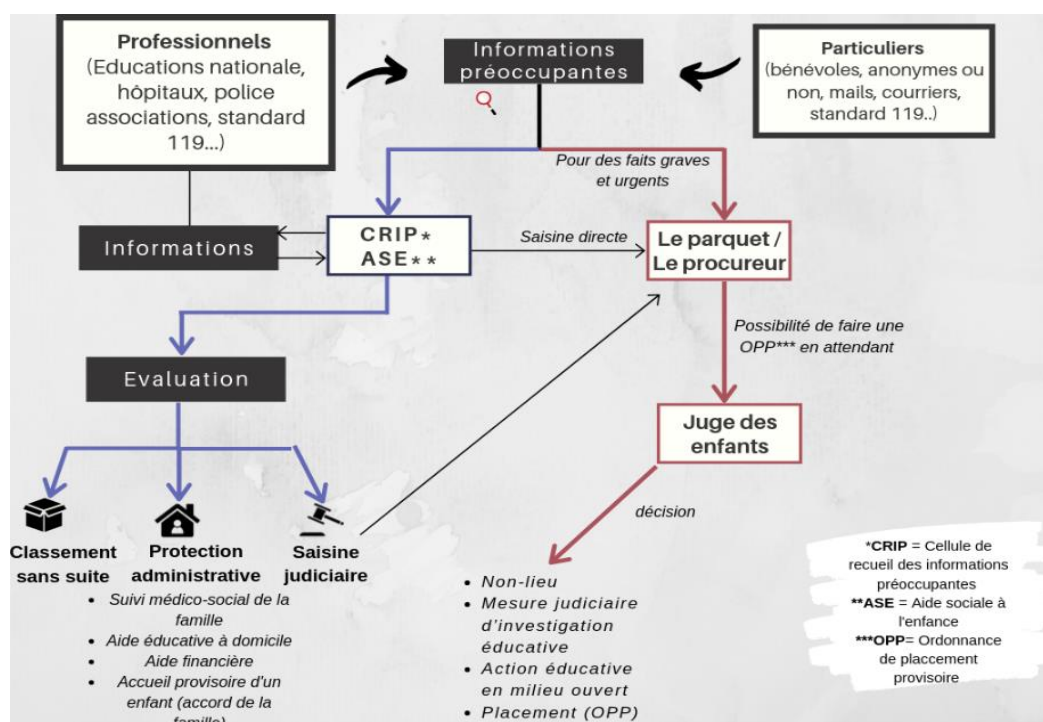 Professionnels
(Educations nationale,
hôpitaux, police
associations, standard
119...)
Informations
préoccupantes
Particuliers
(bénévoles, anonymes ou
non, mails, courriers,
standard 119..)
Pour des faits graves
et urgents
Informations
CRIP*
ASE**
Saisine directe
Le parquet /
Le procureur
Possibilité de faire une
OPP*** en attendant
Evaluation
Juge des
enfants
décision
Classement
sans suite
Protection
administrative
Saisine
judiciaire
• Suivi médico-social de la
famille
• Aide éducative à domicile
• Aide financière
• Accueil provisoire d'un
enfant (accord de la
famille)
• Non-lieu
• Mesure judiciaire
d'investigation
éducative
• Action éducative
en milieu ouvert
• Placement (OPP)
*CRIP = Cellule de
recueil des informations
préoccupantes
**ASE = Aide sociale à
l'enfance
***OPP= Ordonnance
de placcement
provisoire